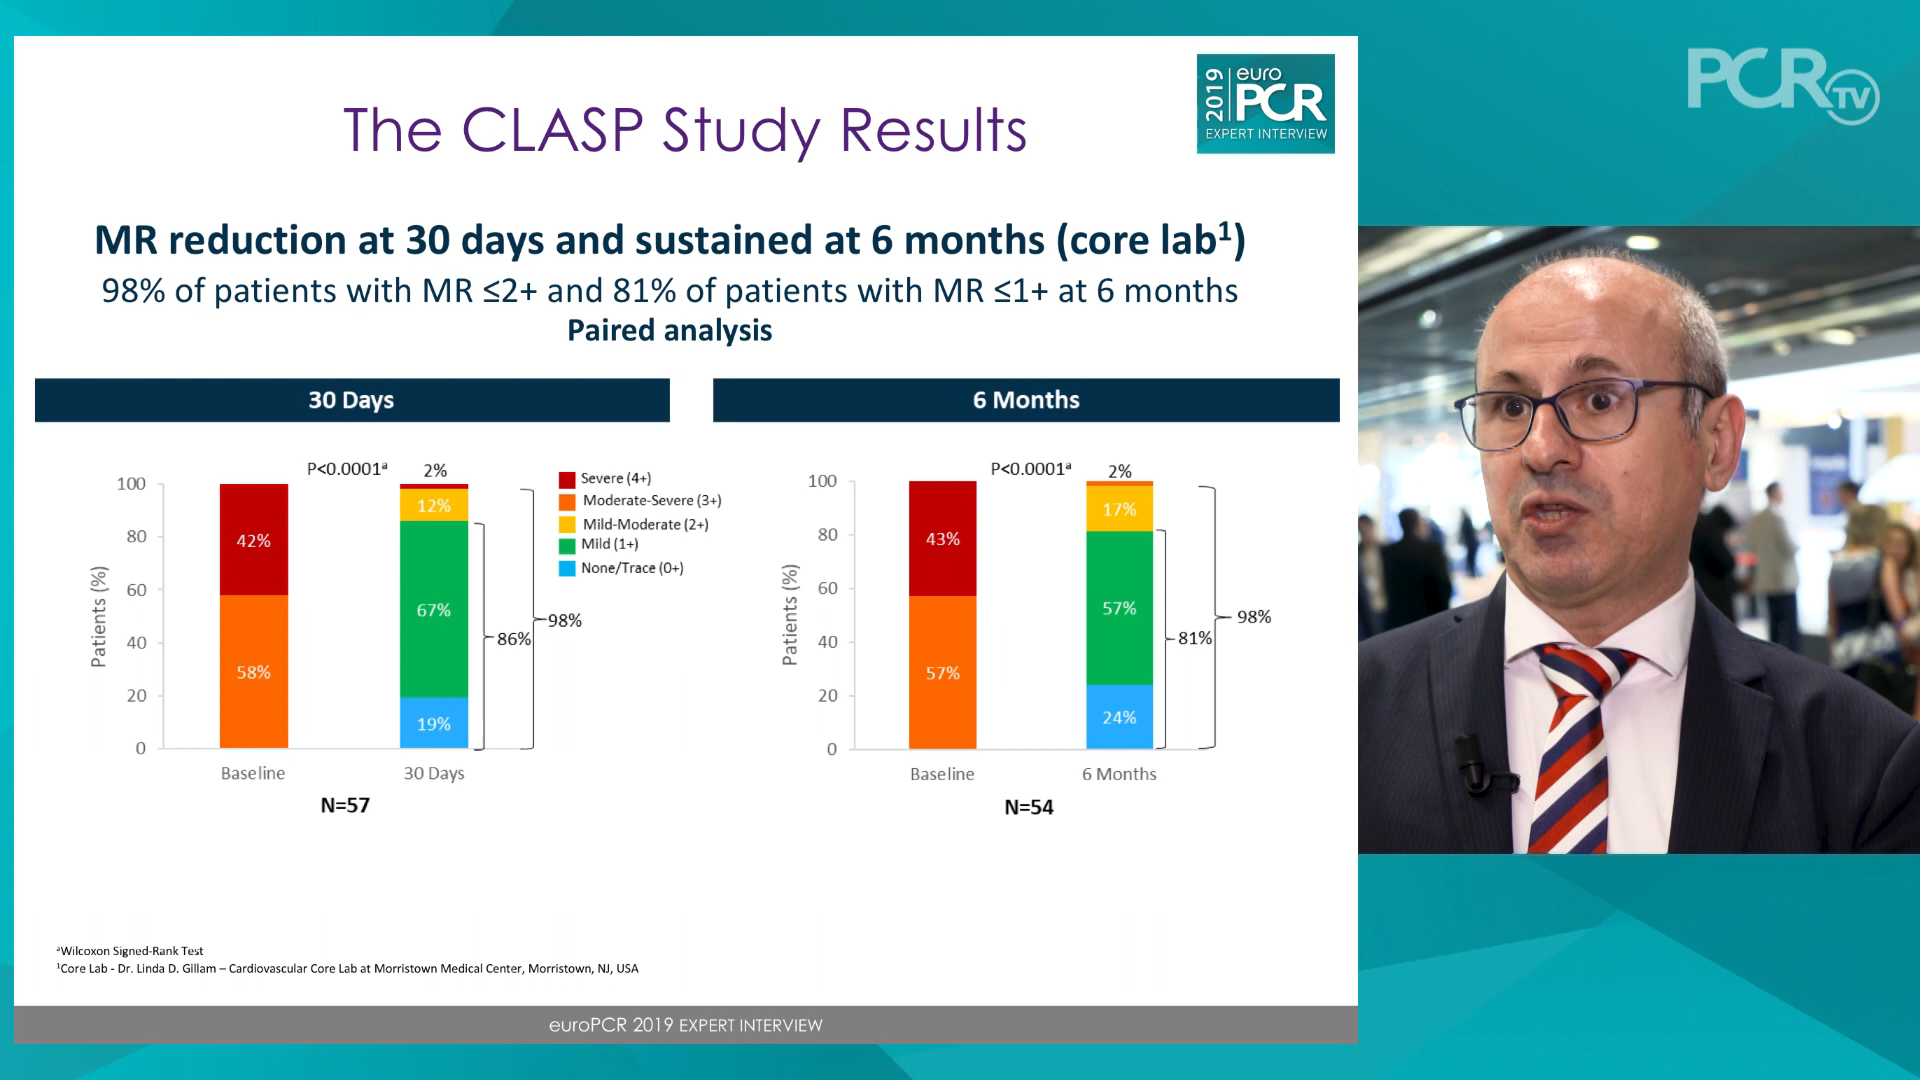 PCR TV
2019 euro PCR
EXPERT INTERVIEW
The CLASP Study Results
MR reduction at 30 days and sustained at 6 months (core lab¹)
98% of patients with MR ≤2+ and 81% of patients with MR ≤1+ at 6 months
Paired analysis
30 Days
P<0.0001ᵃ
2%
100
80
60
40
20
0
Patients (%)
42%
58%
12%
67%
19%
86%
98%
Baseline
30 Days
N=57
Severe (4+)
Moderate-Severe (3+)
Mild-Moderate (2+)
Mild (1+)
None/Trace (0+)
6 Months
P<0.0001ᵃ
2%
100
80
60
40
20
0
Patients (%)
43%
57%
17%
57%
24%
81%
98%
Baseline
6 Months
N=54
ᵃWilcoxon Signed-Rank Test
¹Core Lab - Dr. Linda D. Gillam – Cardiovascular Core Lab at Morristown Medical Center, Morristown, NJ, USA
euroPCR 2019 EXPERT INTERVIEW